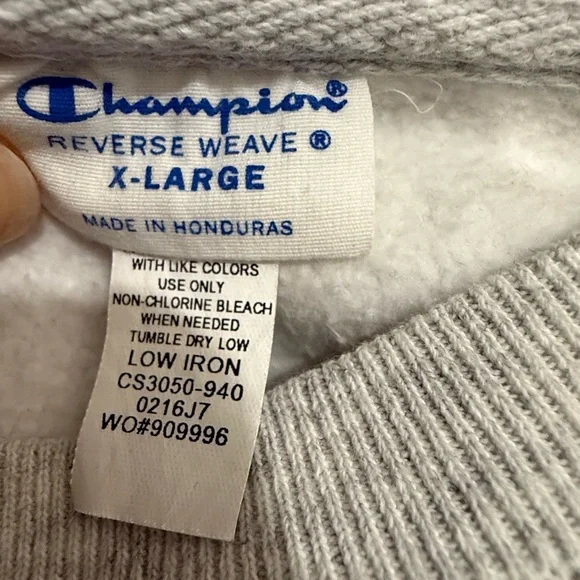 Champion®
REVERSE WEAVE ®
X-LARGE
MADE IN HONDURAS
WITH LIKE COLORS
USE ONLY
NON-CHLORINE BLEACH
WHEN NEEDED
TUMBLE DRY LOW
LOW IRON
CS3050-940
0216J7
WO#909996